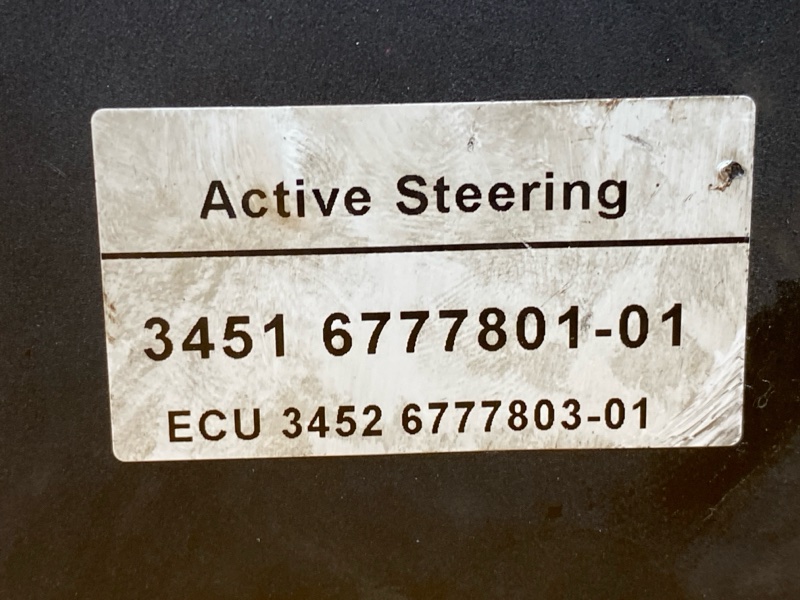 Active Steering
3451 6777801-01
ECU 3452 6777803-01